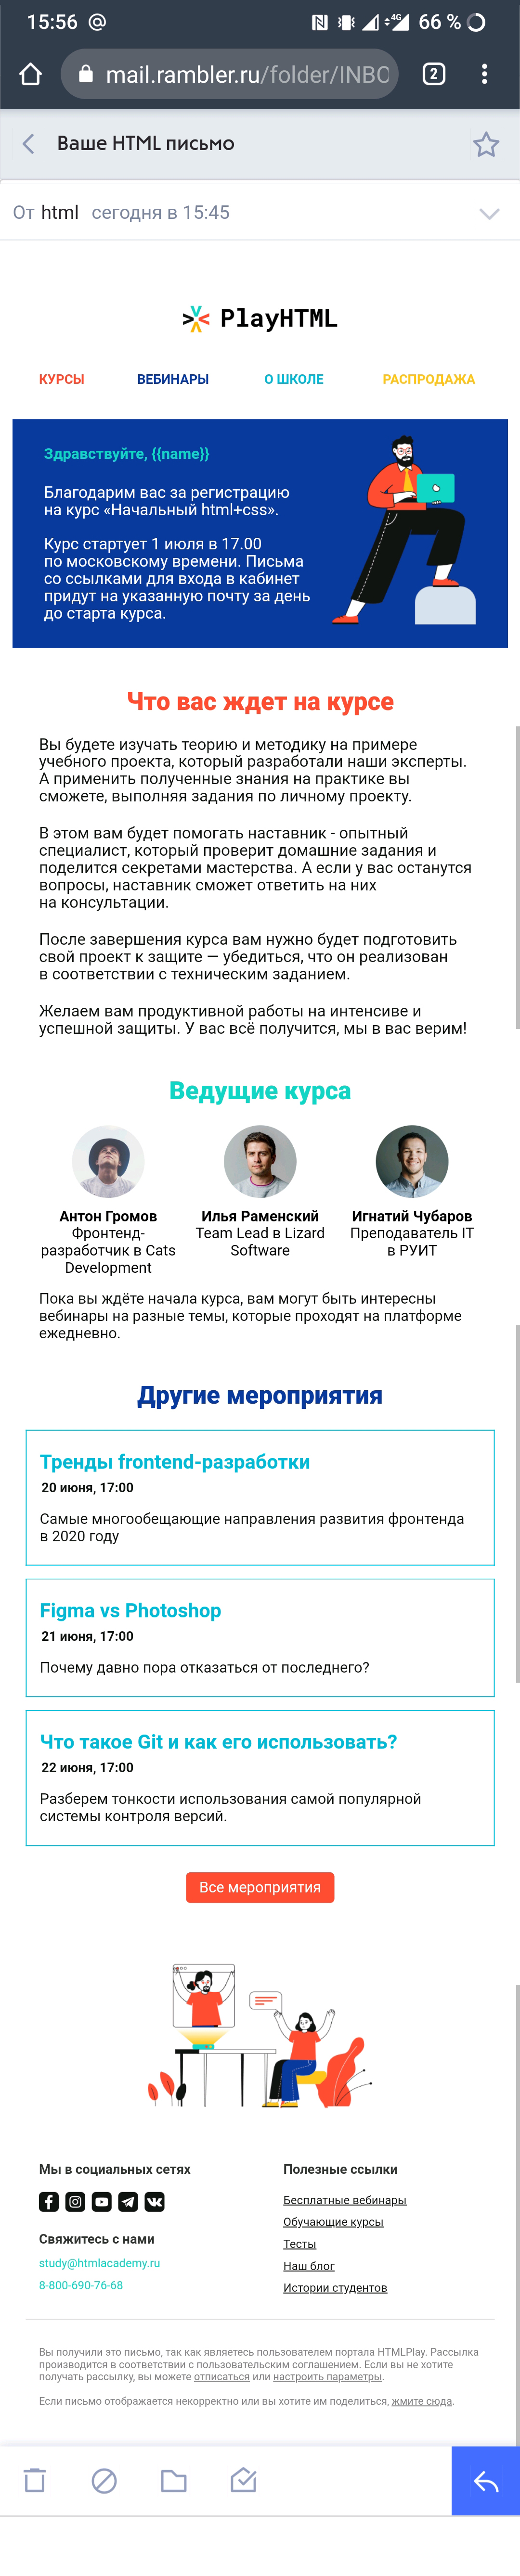 15:56 @ 4G 66 %
mail.rambler.ru/folder/INBC
2
Ваше HTML письмо
От html сегодня в 15:45
PlayHTML
КУРСЫ ВЕБИНАРЫ О ШКОЛЕ РАСПРОДАЖА
Здравствуйте, {{name}}
Благодарим вас за регистрацию
на курс «Начальный html+css».
Курс стартует 1 июля в 17.00
по московскому времени. Письма
со ссылками для входа в кабинет
придут на указанную почту за день
до старта курса.
Что вас ждет на курсе
Вы будете изучать теорию и методику на примере
учебного проекта, который разработали наши эксперты.
А применить полученные знания на практике вы
сможете, выполняя задания по личному проекту.
В этом вам будет помогать наставник - опытный
специалист, который проверит домашние задания и
поделится секретами мастерства. А если у вас останутся
вопросы, наставник сможет ответить на них
на консультации.
После завершения курса вам нужно будет подготовить
свой проект к защите — убедиться, что он реализован
в соответствии с техническим заданием.
Желаем вам продуктивной работы на интенсиве и
успешной защиты. У вас всё получится, мы в вас верим!
Ведущие курса
Антон Громов
Фронтенд-
разработчик в Cats
Development
Илья Раменский
Team Lead в Lizard
Software
Игнатий Чубаров
Преподаватель IT
в РУИТ
Пока вы ждёте начала курса, вам могут быть интересны
вебинары на разные темы, которые проходят на платформе
ежедневно.
Другие мероприятия
Тренды frontend-разработки
20 июня, 17:00
Самые многообещающие направления развития фронтенда
в 2020 году
Figma vs Photoshop
21 июня, 17:00
Почему давно пора отказаться от последнего?
Что такое Git и как его использовать?
22 июня, 17:00
Разберем тонкости использования самой популярной
системы контроля версий.
Все мероприятия
Мы в социальных сетях
Свяжитесь с нами
study@htmlacademy.ru
8-800-690-76-68
Полезные ссылки
Бесплатные вебинары
Обучающие курсы
Тесты
Наш блог
Истории студентов
Вы получили это письмо, так как являетесь пользователем портала HTMLPlay. Рассылка
производится в соответствии с пользовательским соглашением. Если вы не хотите
получать рассылку, вы можете отписаться или настроить параметры.
Если письмо отображается некорректно или вы хотите им поделиться, жмите сюда.